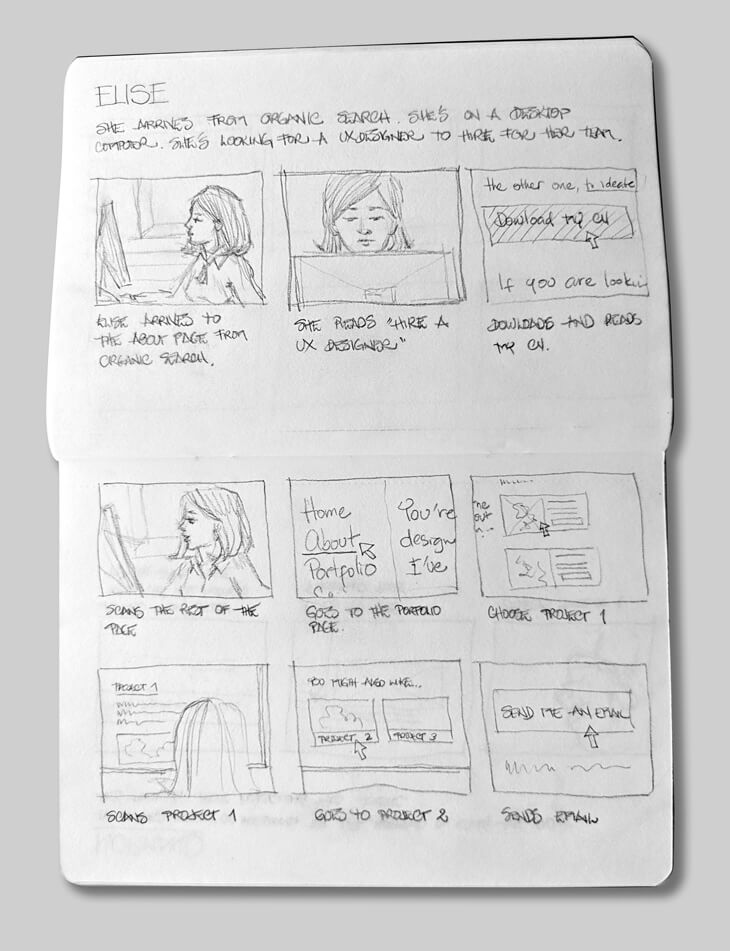 ELISE
SHE ARRIVES FROM ORGANIC SEARCH. SHE'S ON A DESKTOP
COMPUTER. SHE'S LOOKING FOR A UX DESIGNER TO HIRE FOR HER TEAM.
the other one, to ideate
Dowload my CV
If you are lookin
ELISE ARRIVES TO
THE ABOUT PAGE FROM
ORGANIC SEARCH.
SHE READS "HIRE A
UX DESIGNER"
DOWNLOADS AND READS
MY CV.
Home
About
Portfolio
You're
design
I've
SCANS THE REST OF THE
PAGE
GOES TO THE PORFOLIO
PAGE.
CHOOSE PROJECT 1
PROJECT 1
YOU MIGTH ALSO LIKE...
PROJECT 2
PROJECT 3
SEND ME AN EMAIL
SCANS PROJECT 1
GOES TO PROJECT 2
SENDS EMAIL